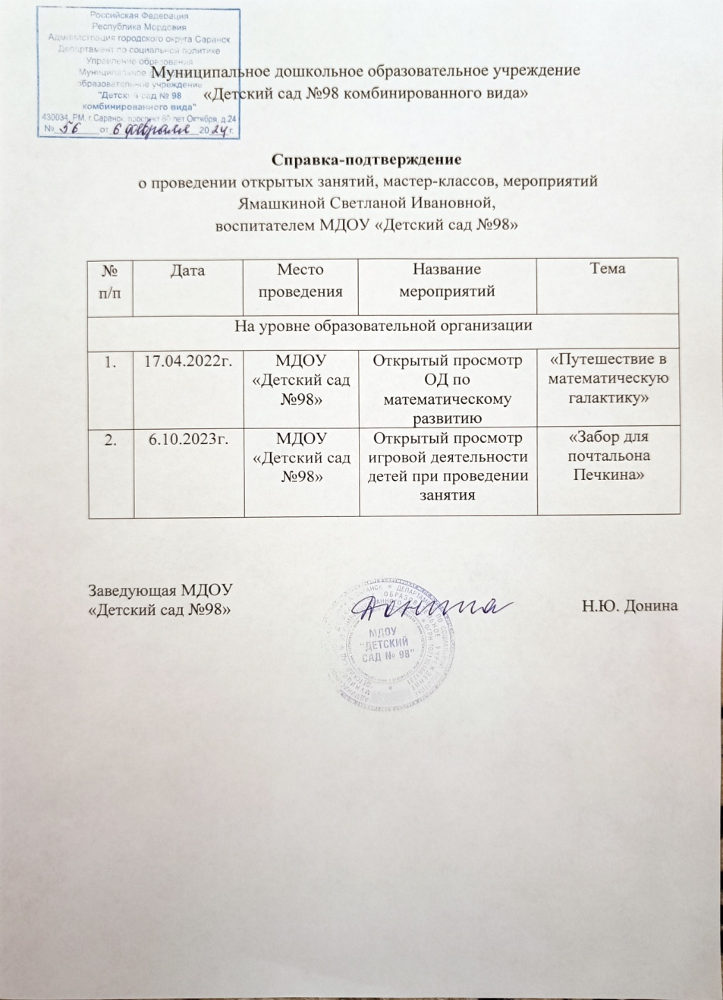 Российская Федерация
Республика Мордовия
Администрация городского округа Саранск
Департамент по социальной политике
Управление образования
Муниципальное
образовательное учреждение
"Детский сад № 98
комбинированного вида"
430034, РМ, г.Саранск, проспект 60 лет Октября, д.24
№ 56 от 6 февраля 2024 г.
Муниципальное дошкольное образовательное учреждение
«Детский сад №98 комбинированного вида»
Справка-подтверждение
о проведении открытых занятий, мастер-классов, мероприятий
Ямашкиной Светланой Ивановной,
воспитателем МДОУ «Детский сад №98»
№ п/п
Дата
Место проведения
Название мероприятий
Тема
На уровне образовательной организации
1.
17.04.2022г.
МДОУ
«Детский сад
№98»
Открытый просмотр
ОД по
математическому
развитию
«Путешествие в
математическую
галактику»
2.
6.10.2023г.
МДОУ
«Детский сад
№98»
Открытый просмотр
игровой деятельности
детей при проведении
занятия
«Забор для
почтальона
Печкина»
Заведующая МДОУ
«Детский сад №98»
Донина
Н.Ю. Донина
МДОУ
"ДЕТСКИЙ
САД № 98"